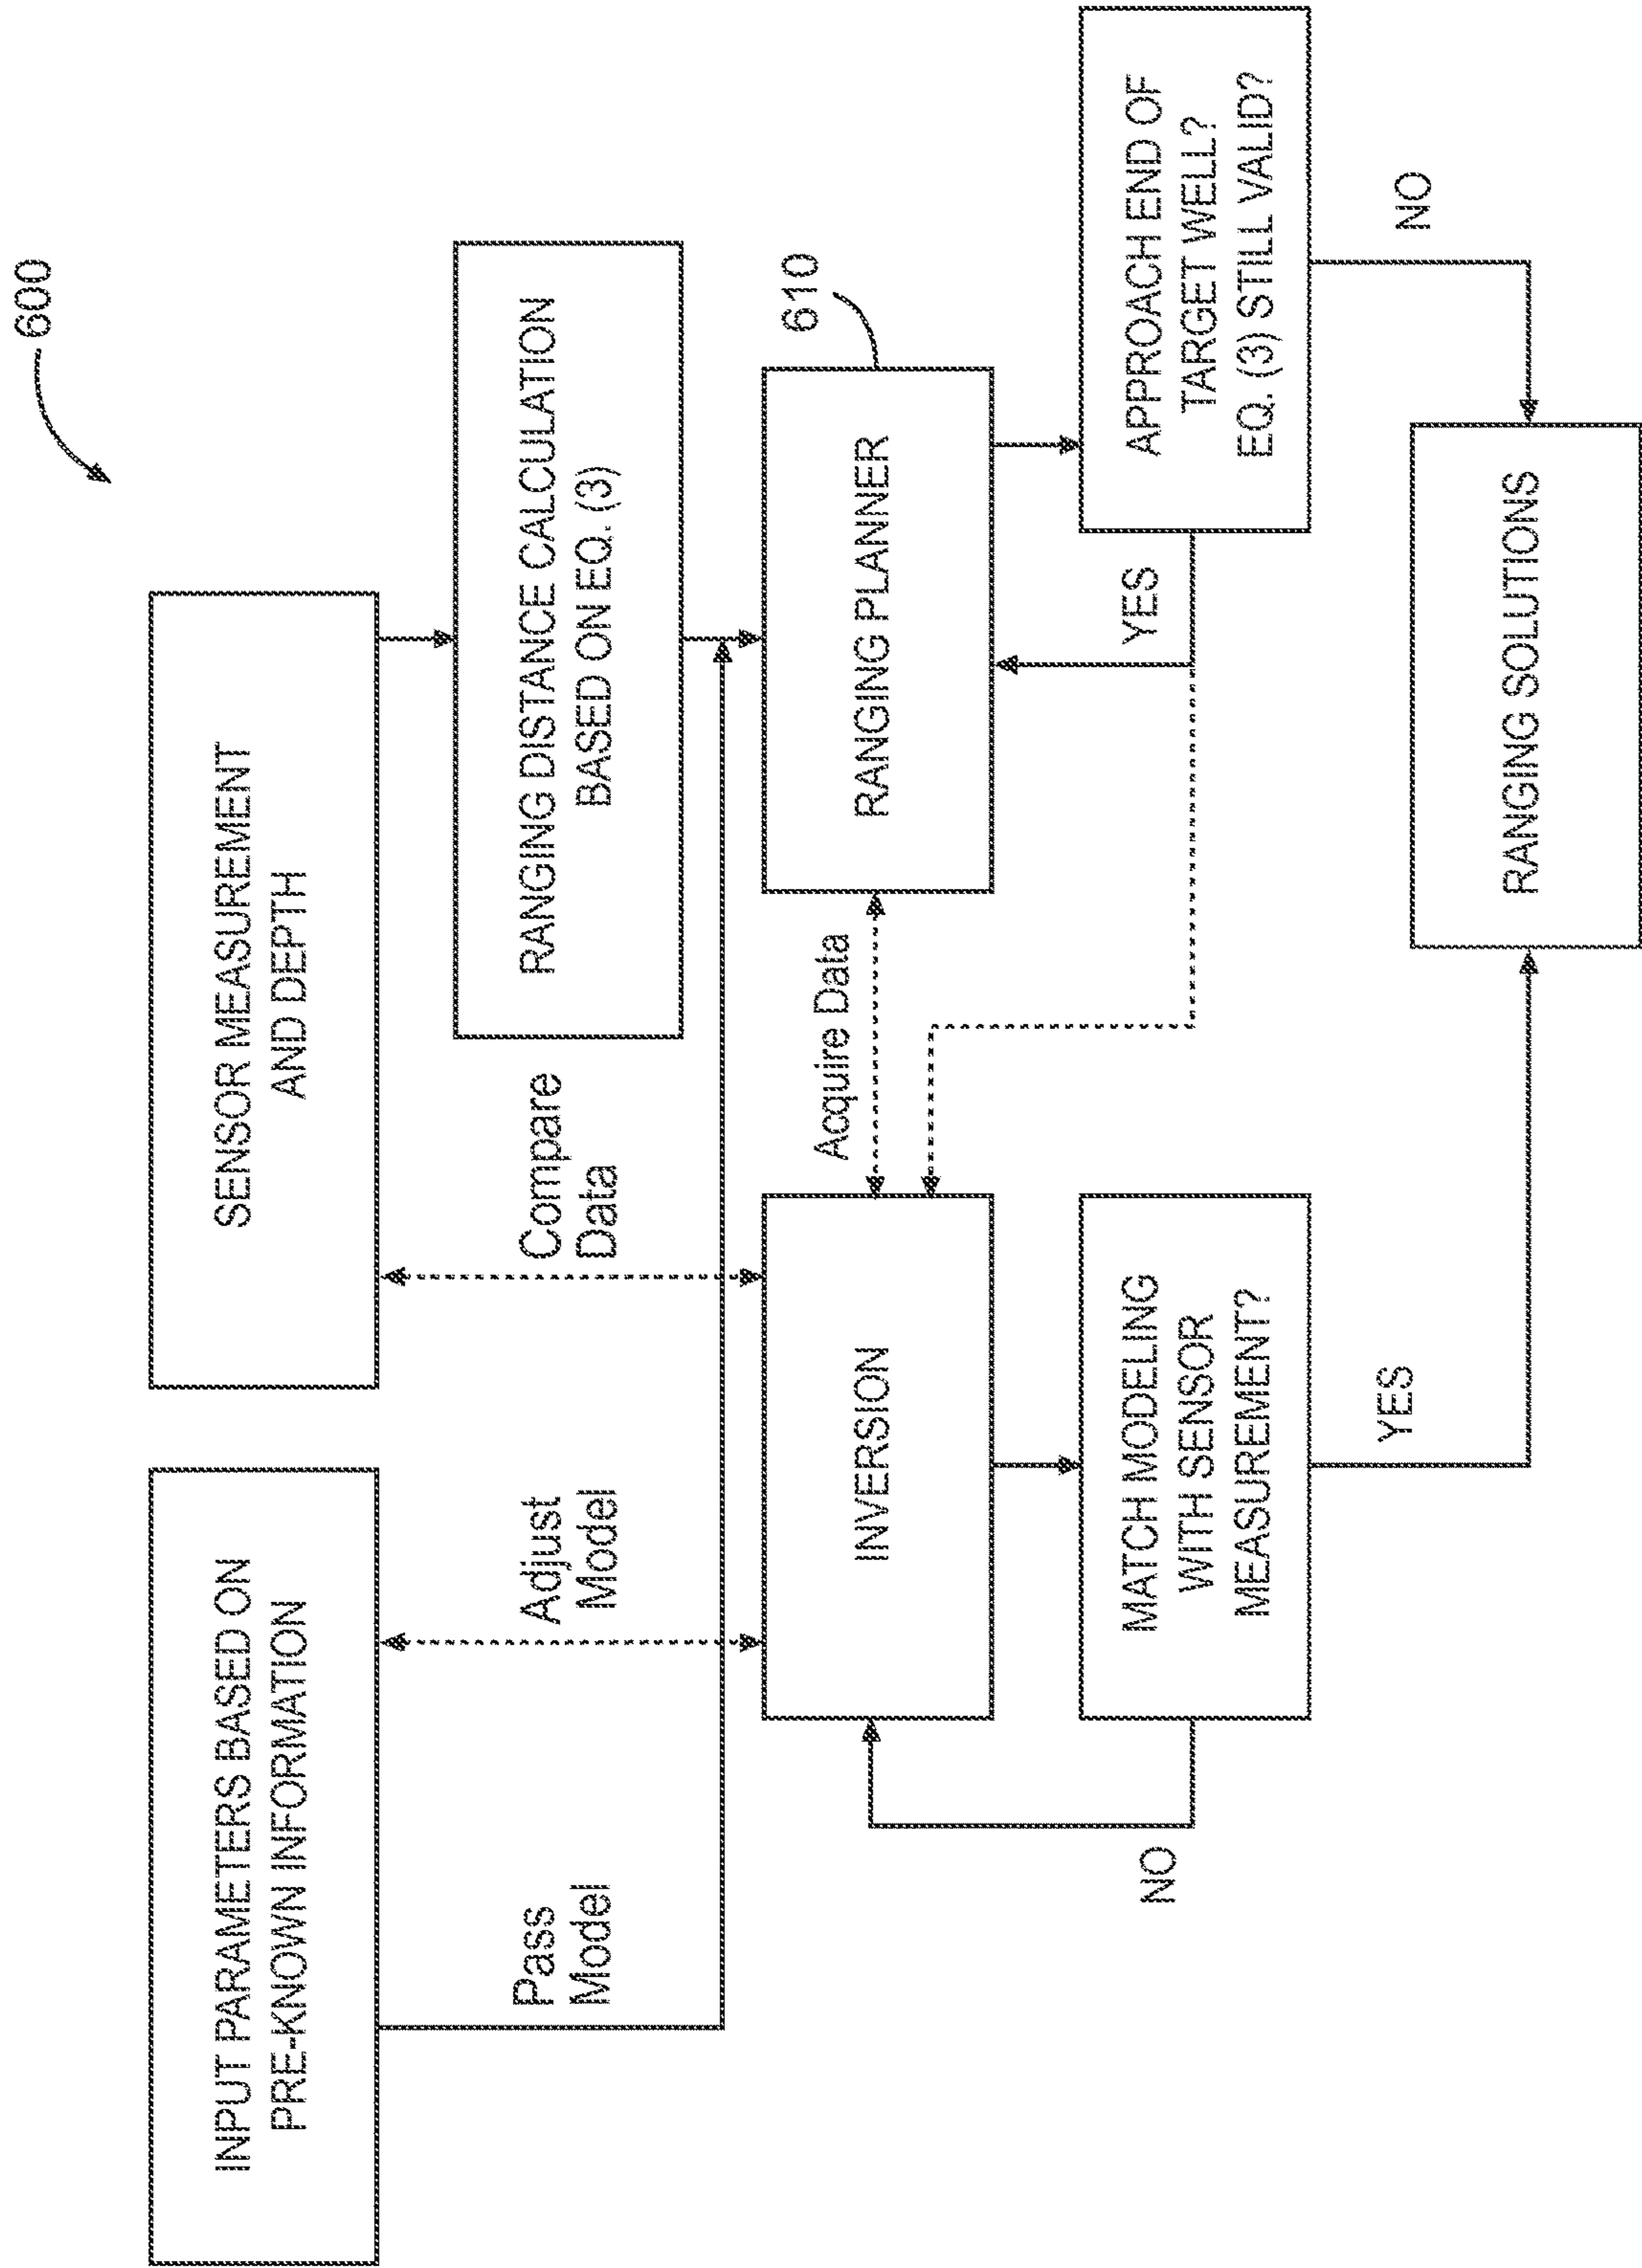 600
INPUT PARAMETERS BASED ON
PRE-KNOWN INFORMATION
SENSOR MEASUREMENT
AND DEPTH
Pass
Model
Adjust
Model
Compare
Data
RANGING DISTANCE CALCULATION
BASED ON EQ. (3)
INVERSION
Acquire Data
RANGING PLANNER
610
NO
MATCH MODELING
WITH SENSOR
MEASUREMENT?
YES
APPROACH END OF
TARGET WELL?
EQ. (3) STILL VALID?
YES
NO
RANGING SOLUTIONS